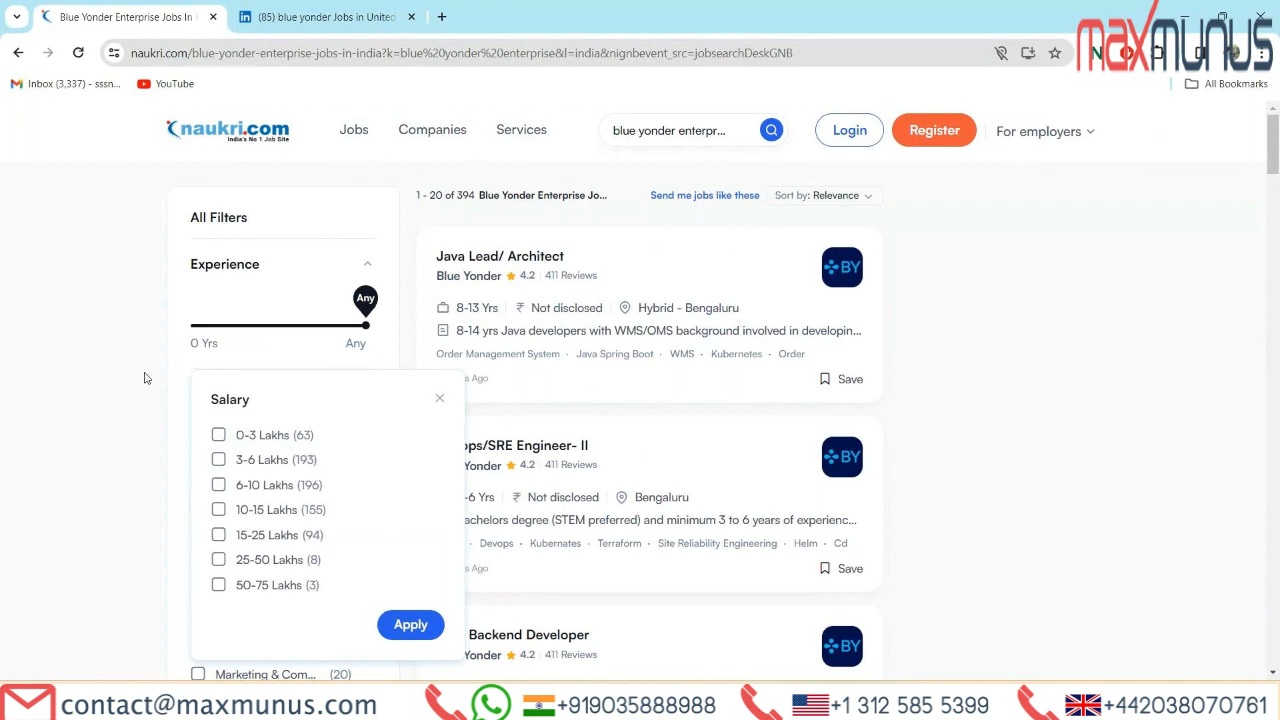 Blue Yonder Enterprise Jobs In I
(85) blue yonder Jobs in United
naukri.com/blue-yonder-enterprise-jobs-in-india?k=blue%20yonder%20enterprise&l=india&nignbevent_src=jobsearchDeskGNB
maxmunus
Inbox (3,337) - sssn...
YouTube
All Bookmarks
naukri.com
India's No 1 Job Site
Jobs
Companies
Services
blue yonder enterpr...
Login
Register
For employers
All Filters
1 - 20 of 394 Blue Yonder Enterprise Jo...
Send me jobs like these
Sort by: Relevance
Experience
Any
0 Yrs
Any
Java Lead/ Architect
Blue Yonder 4.2 411 Reviews
BY
8-13 Yrs Not disclosed Hybrid - Bengaluru
8-14 yrs Java developers with WMS/OMS background involved in developin...
Order Management System · Java Spring Boot · WMS · Kubernetes · Order
s Ago
Save
Salary
0-3 Lakhs (63)
3-6 Lakhs (193)
6-10 Lakhs (196)
10-15 Lakhs (155)
15-25 Lakhs (94)
25-50 Lakhs (8)
50-75 Lakhs (3)
Apply
ops/SRE Engineer- II
Yonder 4.2 411 Reviews
BY
-6 Yrs Not disclosed Bengaluru
achelors degree (STEM preferred) and minimum 3 to 6 years of experienc...
· Devops · Kubernetes · Terraform · Site Reliability Engineering · Helm · Cd
s Ago
Save
Backend Developer
Yonder 4.2 411 Reviews
BY
Marketing & Com... (20)
contact@maxmunus.com
+919035888988
+1 312 585 5399
+442038070761